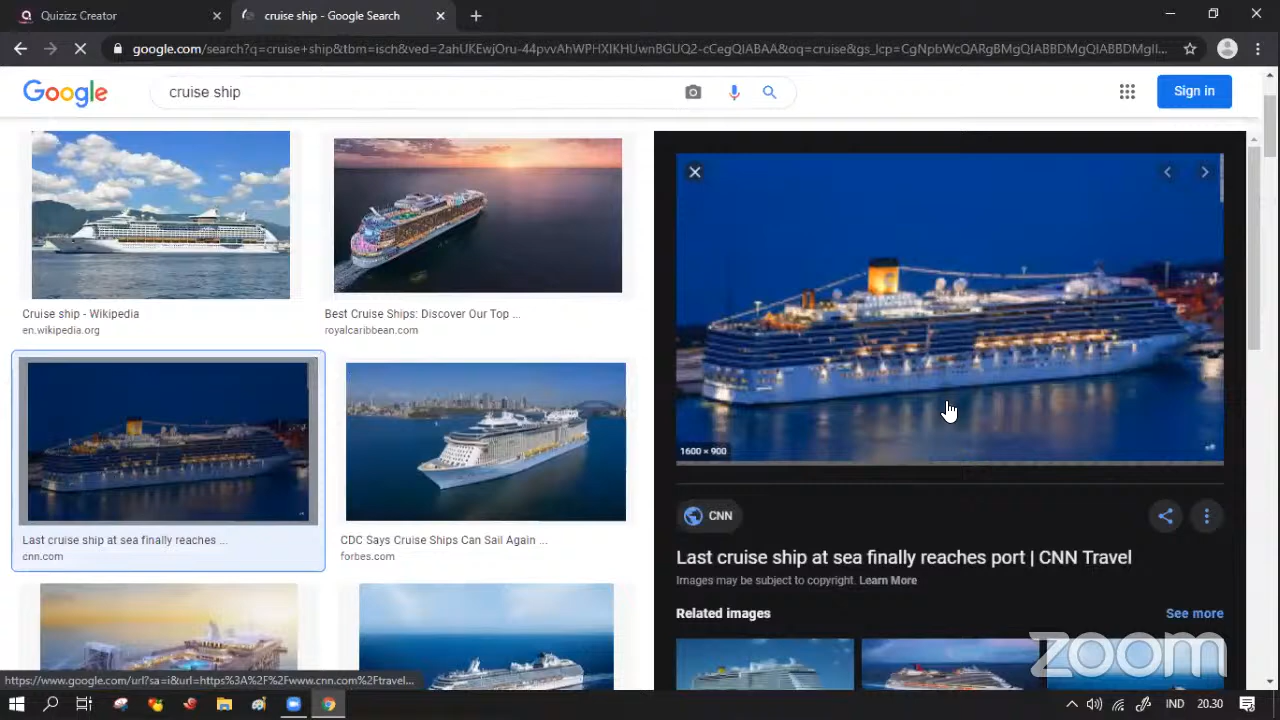 Quizizz Creator
cruise ship - Google Search
google.com/search?q=cruise+ship&tbm=isch&ved=2ahUKEwjOru-44pvvAhWPHXIKHUwnBGUQ2-cCegQIABAA&oq=cruise&gs_lcp=CgNpbWcQARgBMgQIABBDMgQIABBDMgII...
Google
cruise ship
Sign in
Cruise ship - Wikipedia
en.wikipedia.org
Best Cruise Ships: Discover Our Top ...
royalcaribbean.com
1600 × 900
Last cruise ship at sea finally reaches ...
cnn.com
CDC Says Cruise Ships Can Sail Again ...
forbes.com
CNN
Last cruise ship at sea finally reaches port | CNN Travel
Images may be subject to copyright. Learn More
Related images
See more
zoom
https://www.google.com/url?sa=i&url=https%3A%2F%2Fwww.cnn.com%2Ftravel...
IND
20.30